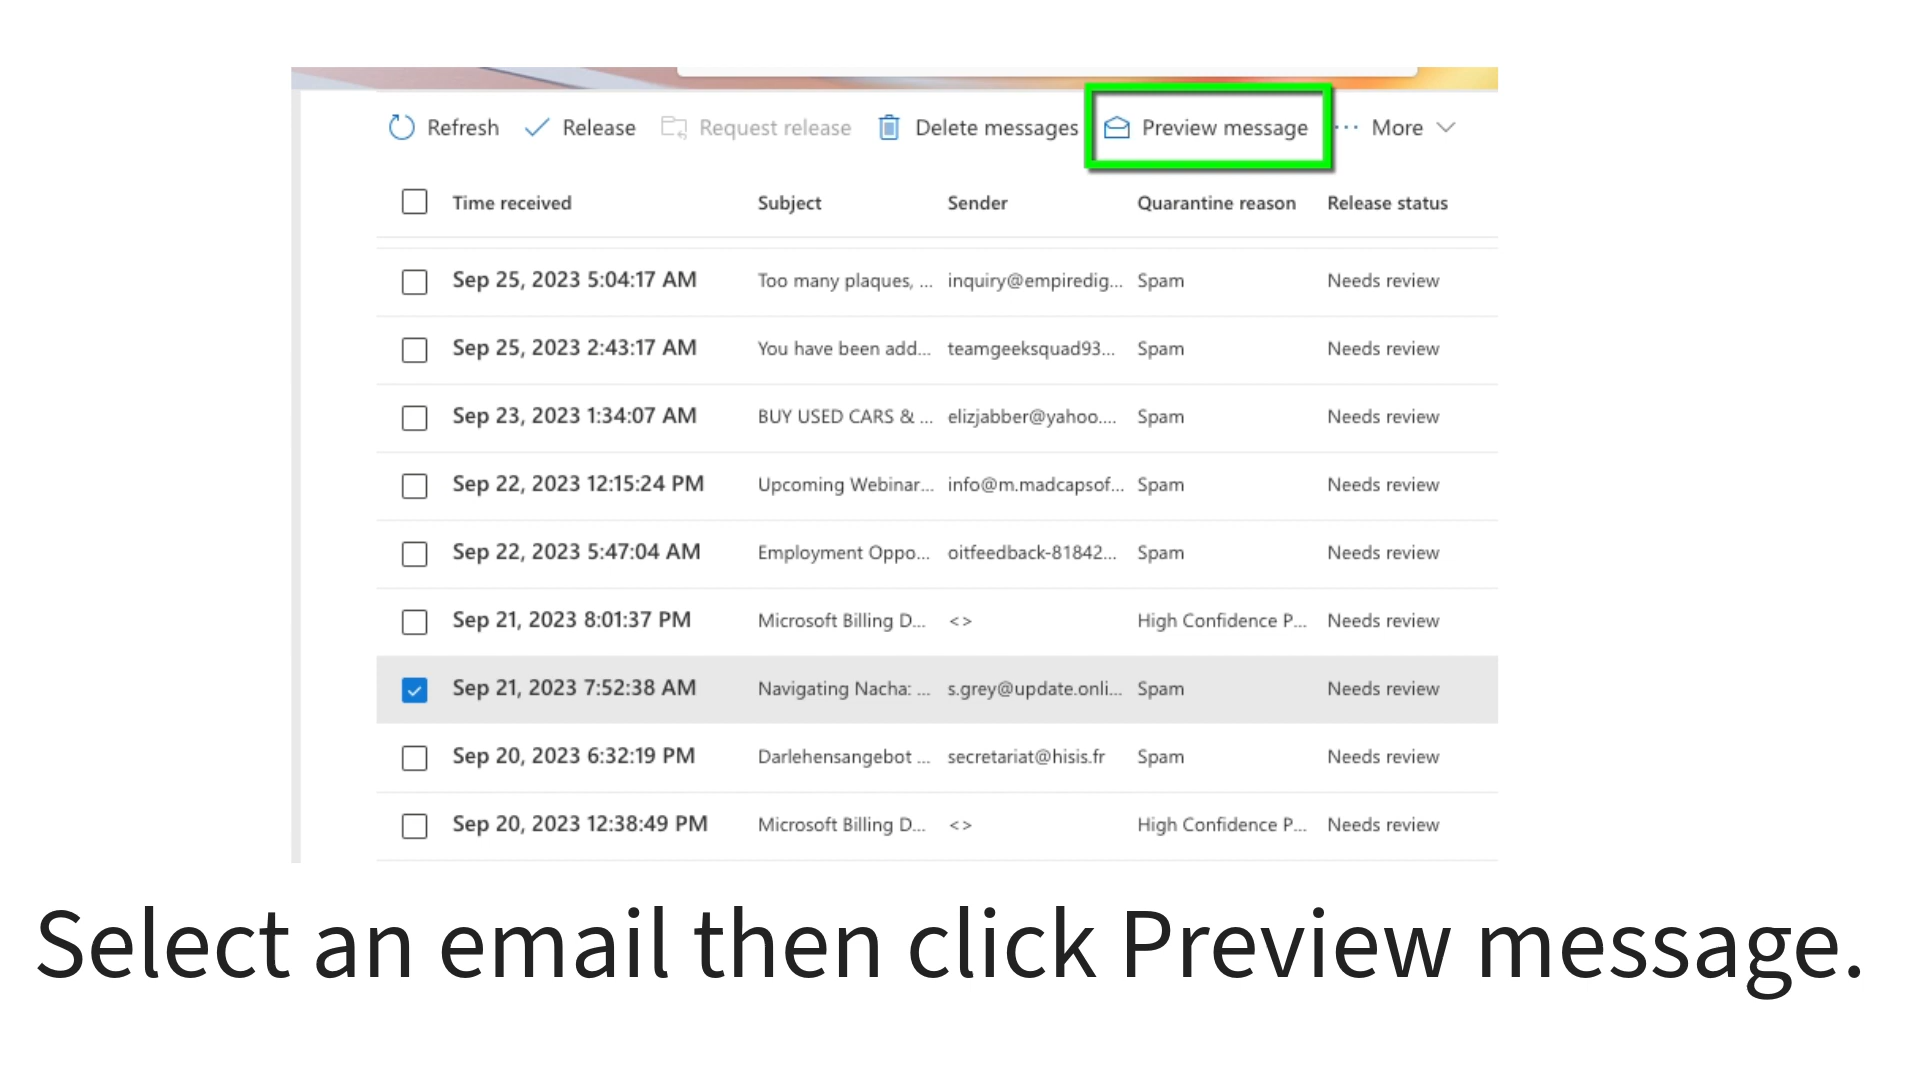 Refresh Release Request release Delete messages Preview message ··· More
Time received Subject Sender Quarantine reason Release status
Sep 25, 2023 5:04:17 AM Too many plaques, ... inquiry@empiredig... Spam Needs review
Sep 25, 2023 2:43:17 AM You have been add... teamgeeksquad93... Spam Needs review
Sep 23, 2023 1:34:07 AM BUY USED CARS & ... elizjabber@yahoo.... Spam Needs review
Sep 22, 2023 12:15:24 PM Upcoming Webinar... info@m.madcapsof... Spam Needs review
Sep 22, 2023 5:47:04 AM Employment Oppo... oitfeedback-81842... Spam Needs review
Sep 21, 2023 8:01:37 PM Microsoft Billing D... <> High Confidence P... Needs review
Sep 21, 2023 7:52:38 AM Navigating Nacha: ... s.grey@update.onli... Spam Needs review
Sep 20, 2023 6:32:19 PM Darlehensangebot ... secretariat@hisis.fr Spam Needs review
Sep 20, 2023 12:38:49 PM Microsoft Billing D... <> High Confidence P... Needs review
Select an email then click Preview message.